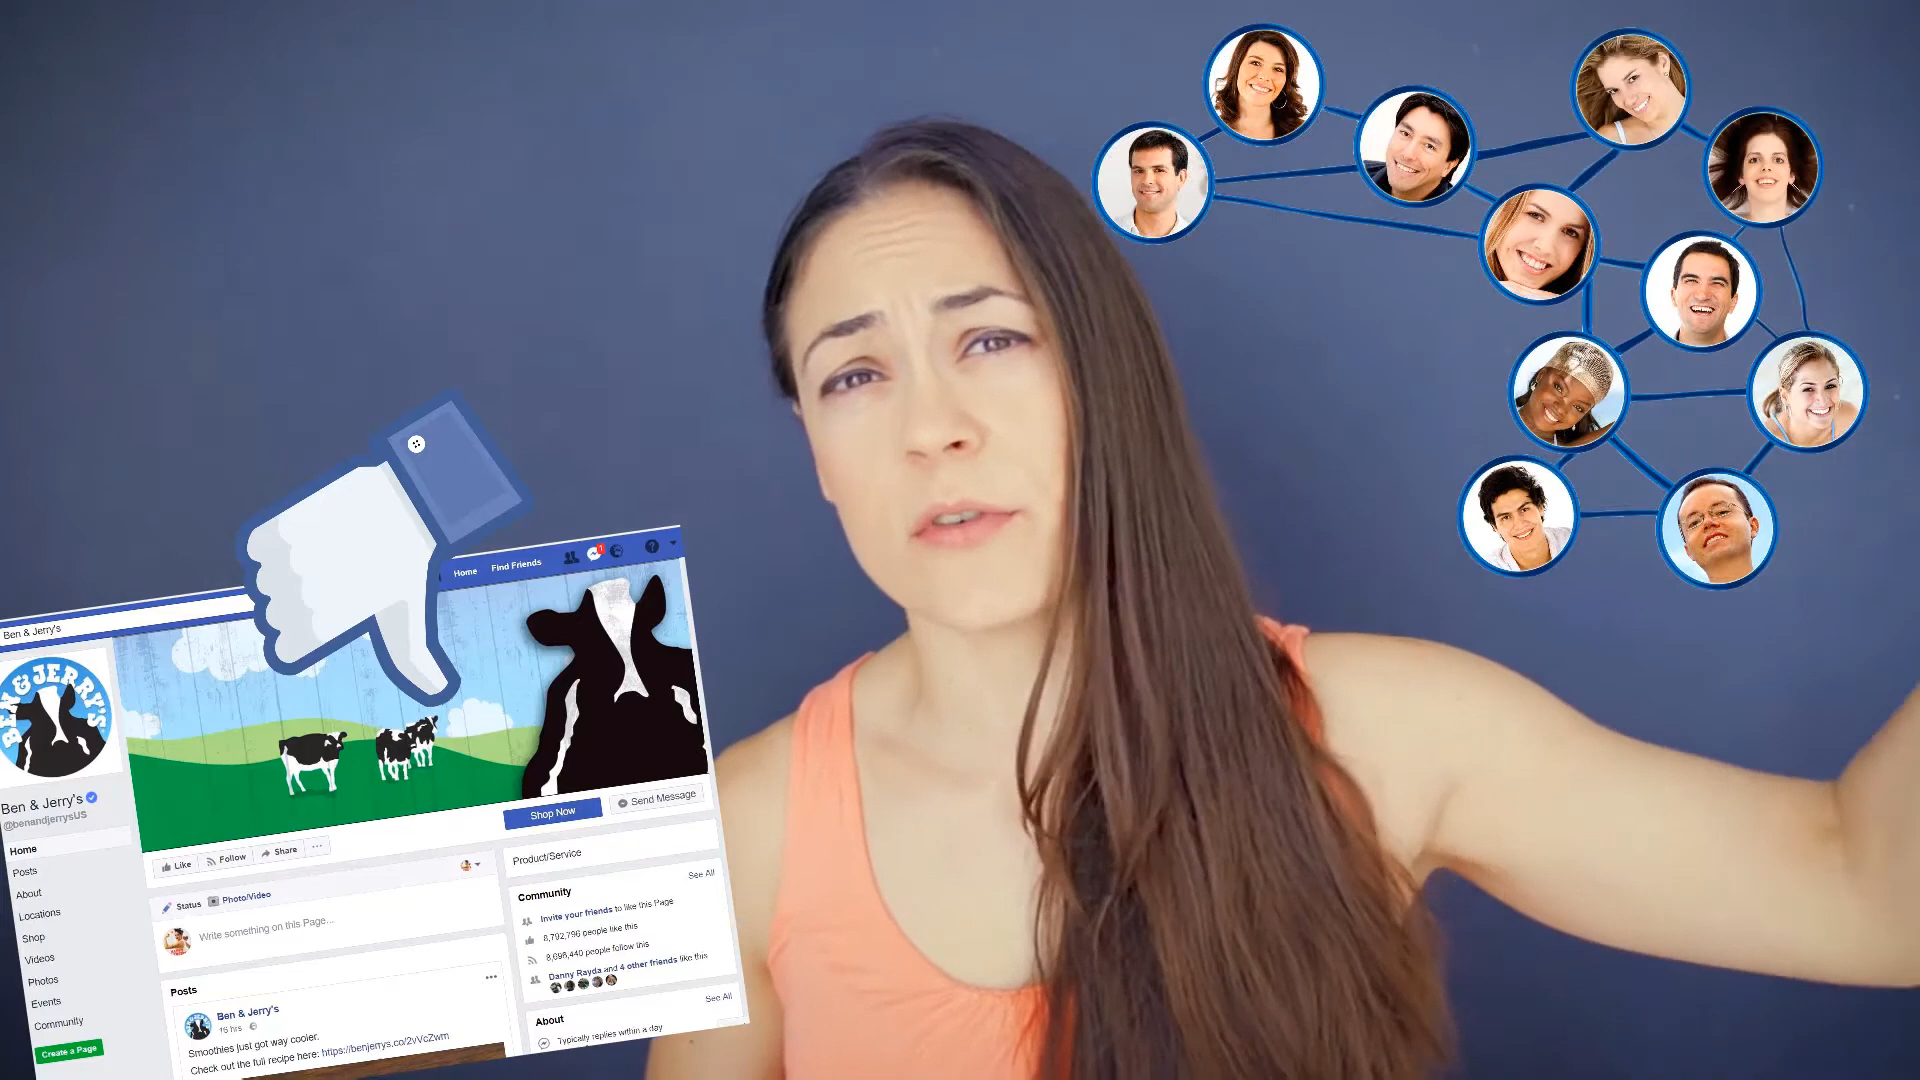 Home Find Friends
1
?
Ben & Jerry's
BEN & JERRY'S
Ben & Jerry's
@benandjerrysUS
Home
Posts
About
Locations
Shop
Videos
Photos
Events
Community
Create a Page
Like Follow Share ...
Shop Now
Send Message
Status Photo/Video
Write something on this Page...
Posts
Ben & Jerry's
Smoothies just got way cooler.
Check out the full recipe here: https://benjerrys.co/2vVcZwm
Product/Service
Community See All
Invite your friends to like this Page
8,792,796 people like this
8,698,440 people follow this
Danny Rayda and 4 other friends like this
About See All
Typically replies within a day